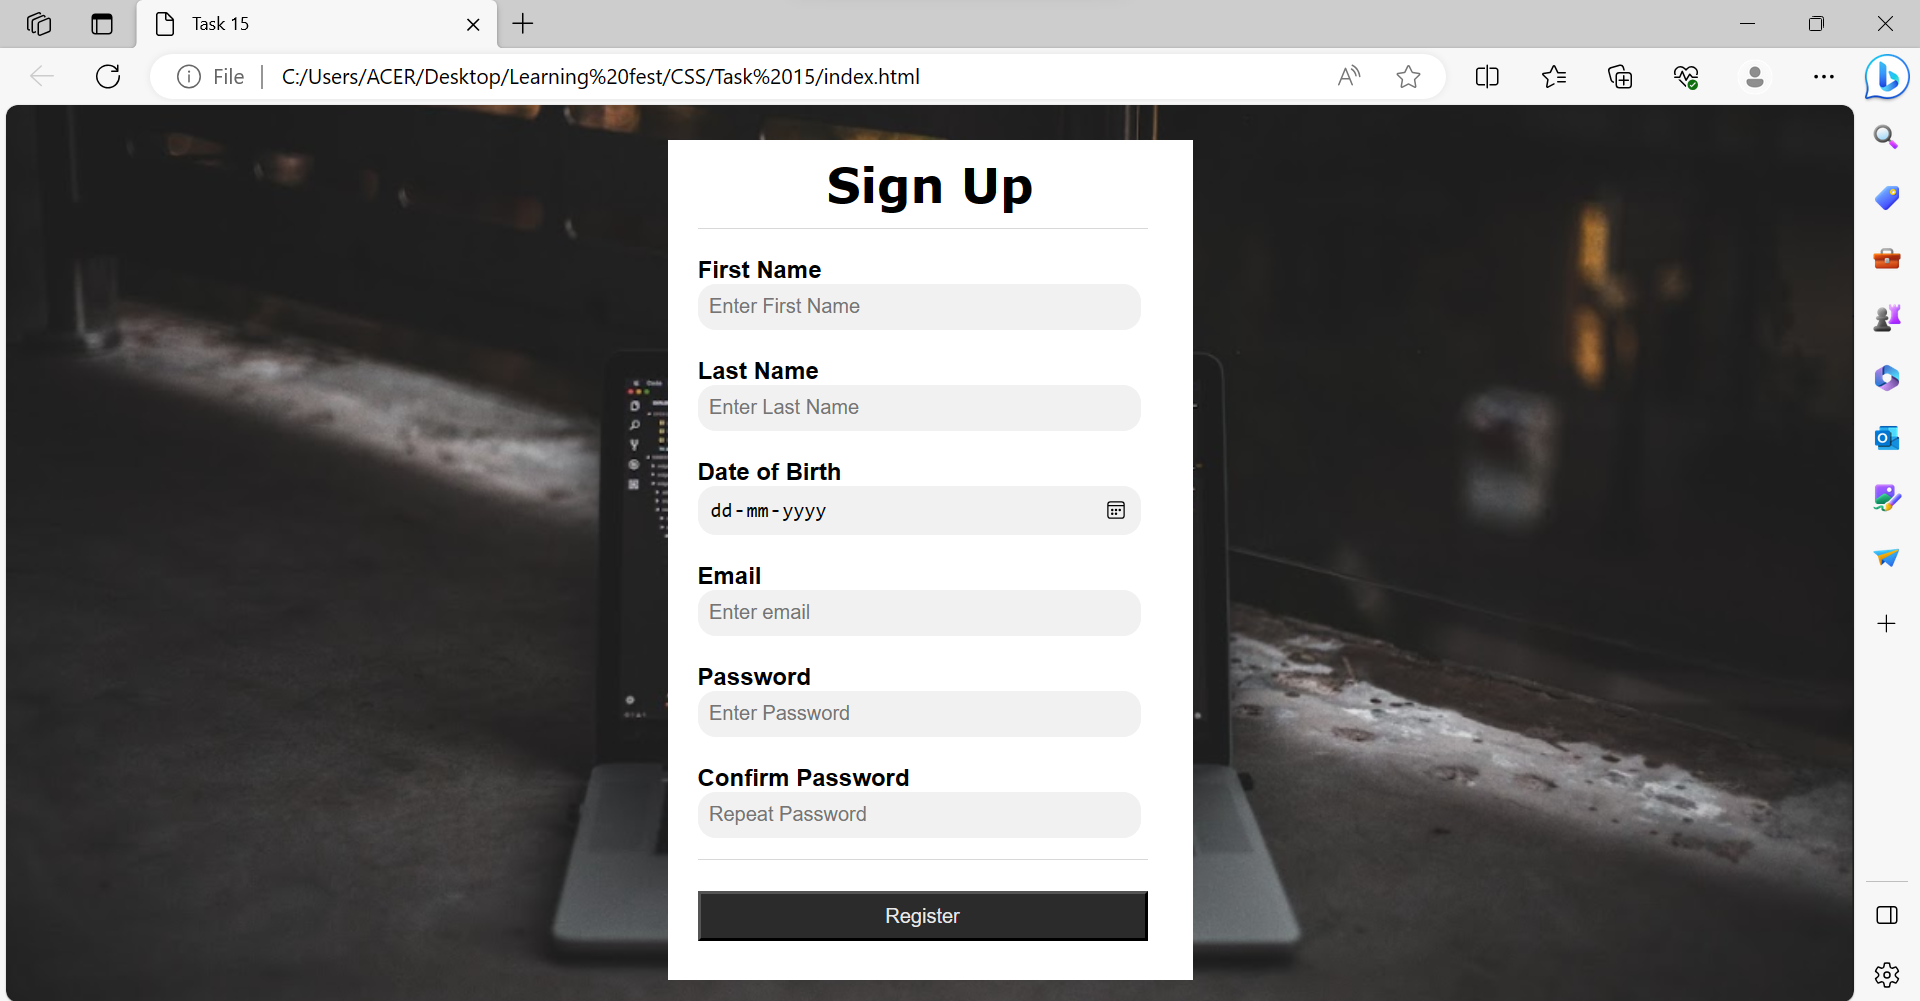 Task 15
File
C:/Users/ACER/Desktop/Learning%20fest/CSS/Task%2015/index.html
Sign Up
First Name
Enter First Name
Last Name
Enter Last Name
Date of Birth
dd-mm-yyyy
Email
Enter email
Password
Enter Password
Confirm Password
Repeat Password
Register